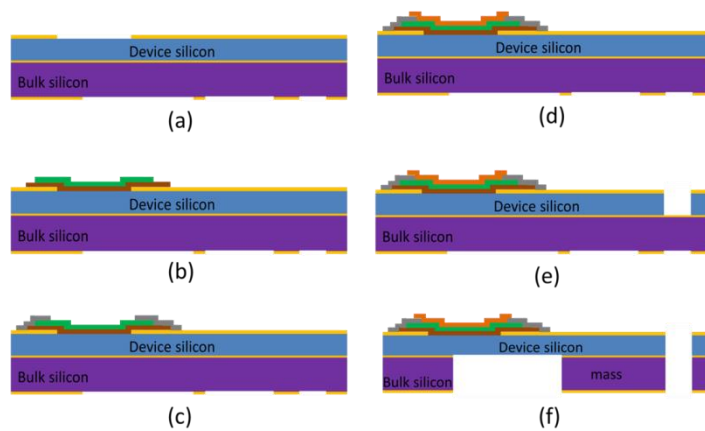 Device silicon
Bulk silicon
(a)
Device silicon
Bulk silicon
(b)
Device silicon
Bulk silicon
(c)
Device silicon
Bulk silicon
(d)
Device silicon
Bulk silicon
(e)
Device silicon
Bulk silicon
mass
(f)